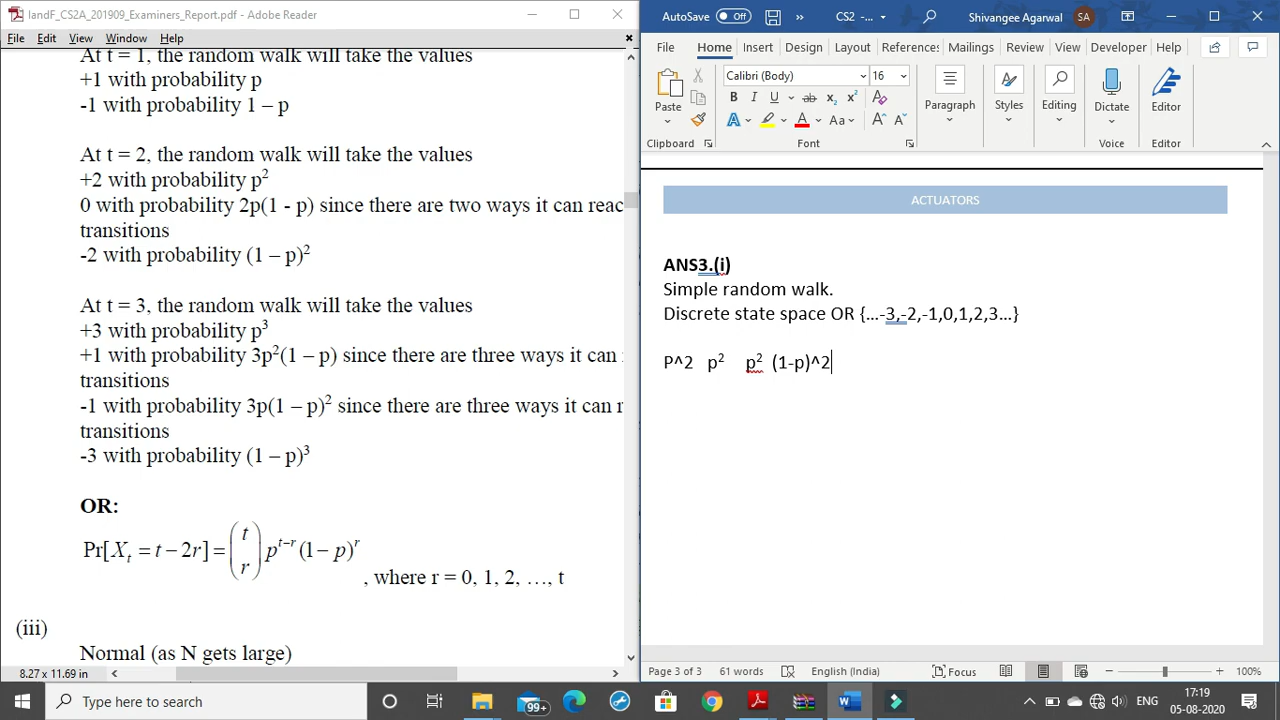 landF_CS2A_201909_Examiners_Report.pdf - Adobe Reader
File Edit View Window Help
At t = 1, the random walk will take the values
+1 with probability p
-1 with probability 1 – p
At t = 2, the random walk will take the values
+2 with probability p²
0 with probability 2p(1 - p) since there are two ways it can reac
transitions
-2 with probability (1 – p)²
At t = 3, the random walk will take the values
+3 with probability p³
+1 with probability 3p²(1 – p) since there are three ways it can
transitions
-1 with probability 3p(1 – p)² since there are three ways it can r
transitions
-3 with probability (1 – p)³
OR:
Pr[X_t = t – 2r] = (t r) p^(t–r) (1 – p)^r , where r = 0, 1, 2, …, t
(iii)
Normal (as N gets large)
8.27 x 11.69 in
AutoSave Off CS2 -... Shivangee Agarwal SA
File Home Insert Design Layout References Mailings Review View Developer Help
Calibri (Body) 16
Paste B I U ab x₂ x² Paragraph Styles Editing Dictate Editor
A A Aa A A
Clipboard Font Voice Editor
ACTUATORS
ANS3.(i)
Simple random walk.
Discrete state space OR {...-3,-2,-1,0,1,2,3...}
P^2 p² p² (1-p)^2
Page 3 of 3 61 words English (India) Focus 100%
Type here to search 99+ ENG 17:19
05-08-2020